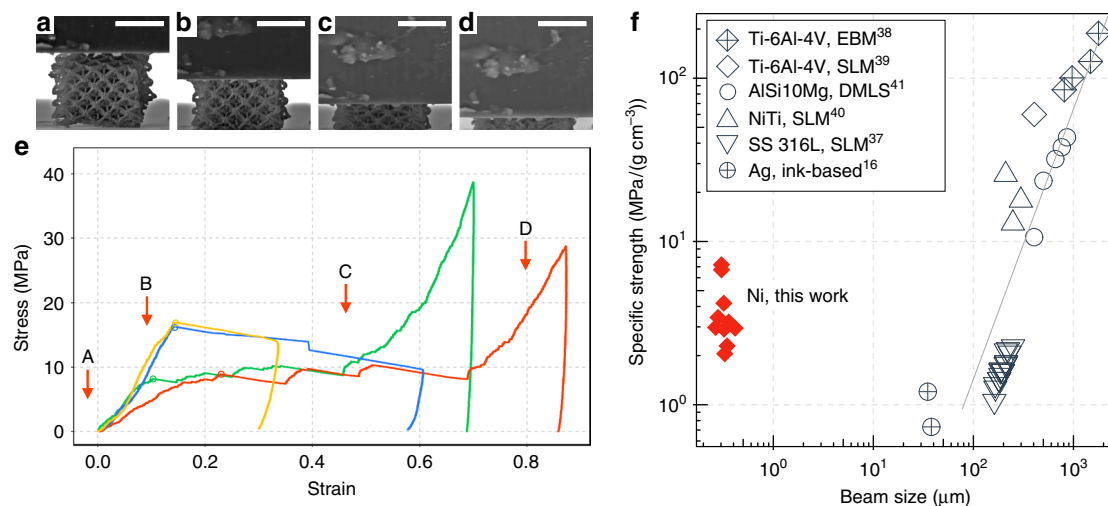 a
b
c
d
e
f
Stress (MPa)
40
30
20
10
0
A
B
C
D
0.0
0.2
0.4
0.6
0.8
Strain
Specific strength (MPa/(g cm⁻³))
10²
10¹
10⁰
Ti-6Al-4V, EBM³⁸
Ti-6Al-4V, SLM³⁹
AlSi10Mg, DMLS⁴¹
NiTi, SLM⁴⁰
SS 316L, SLM³⁷
Ag, ink-based¹⁶
Ni, this work
10⁰
10¹
10²
10³
Beam size (μm)